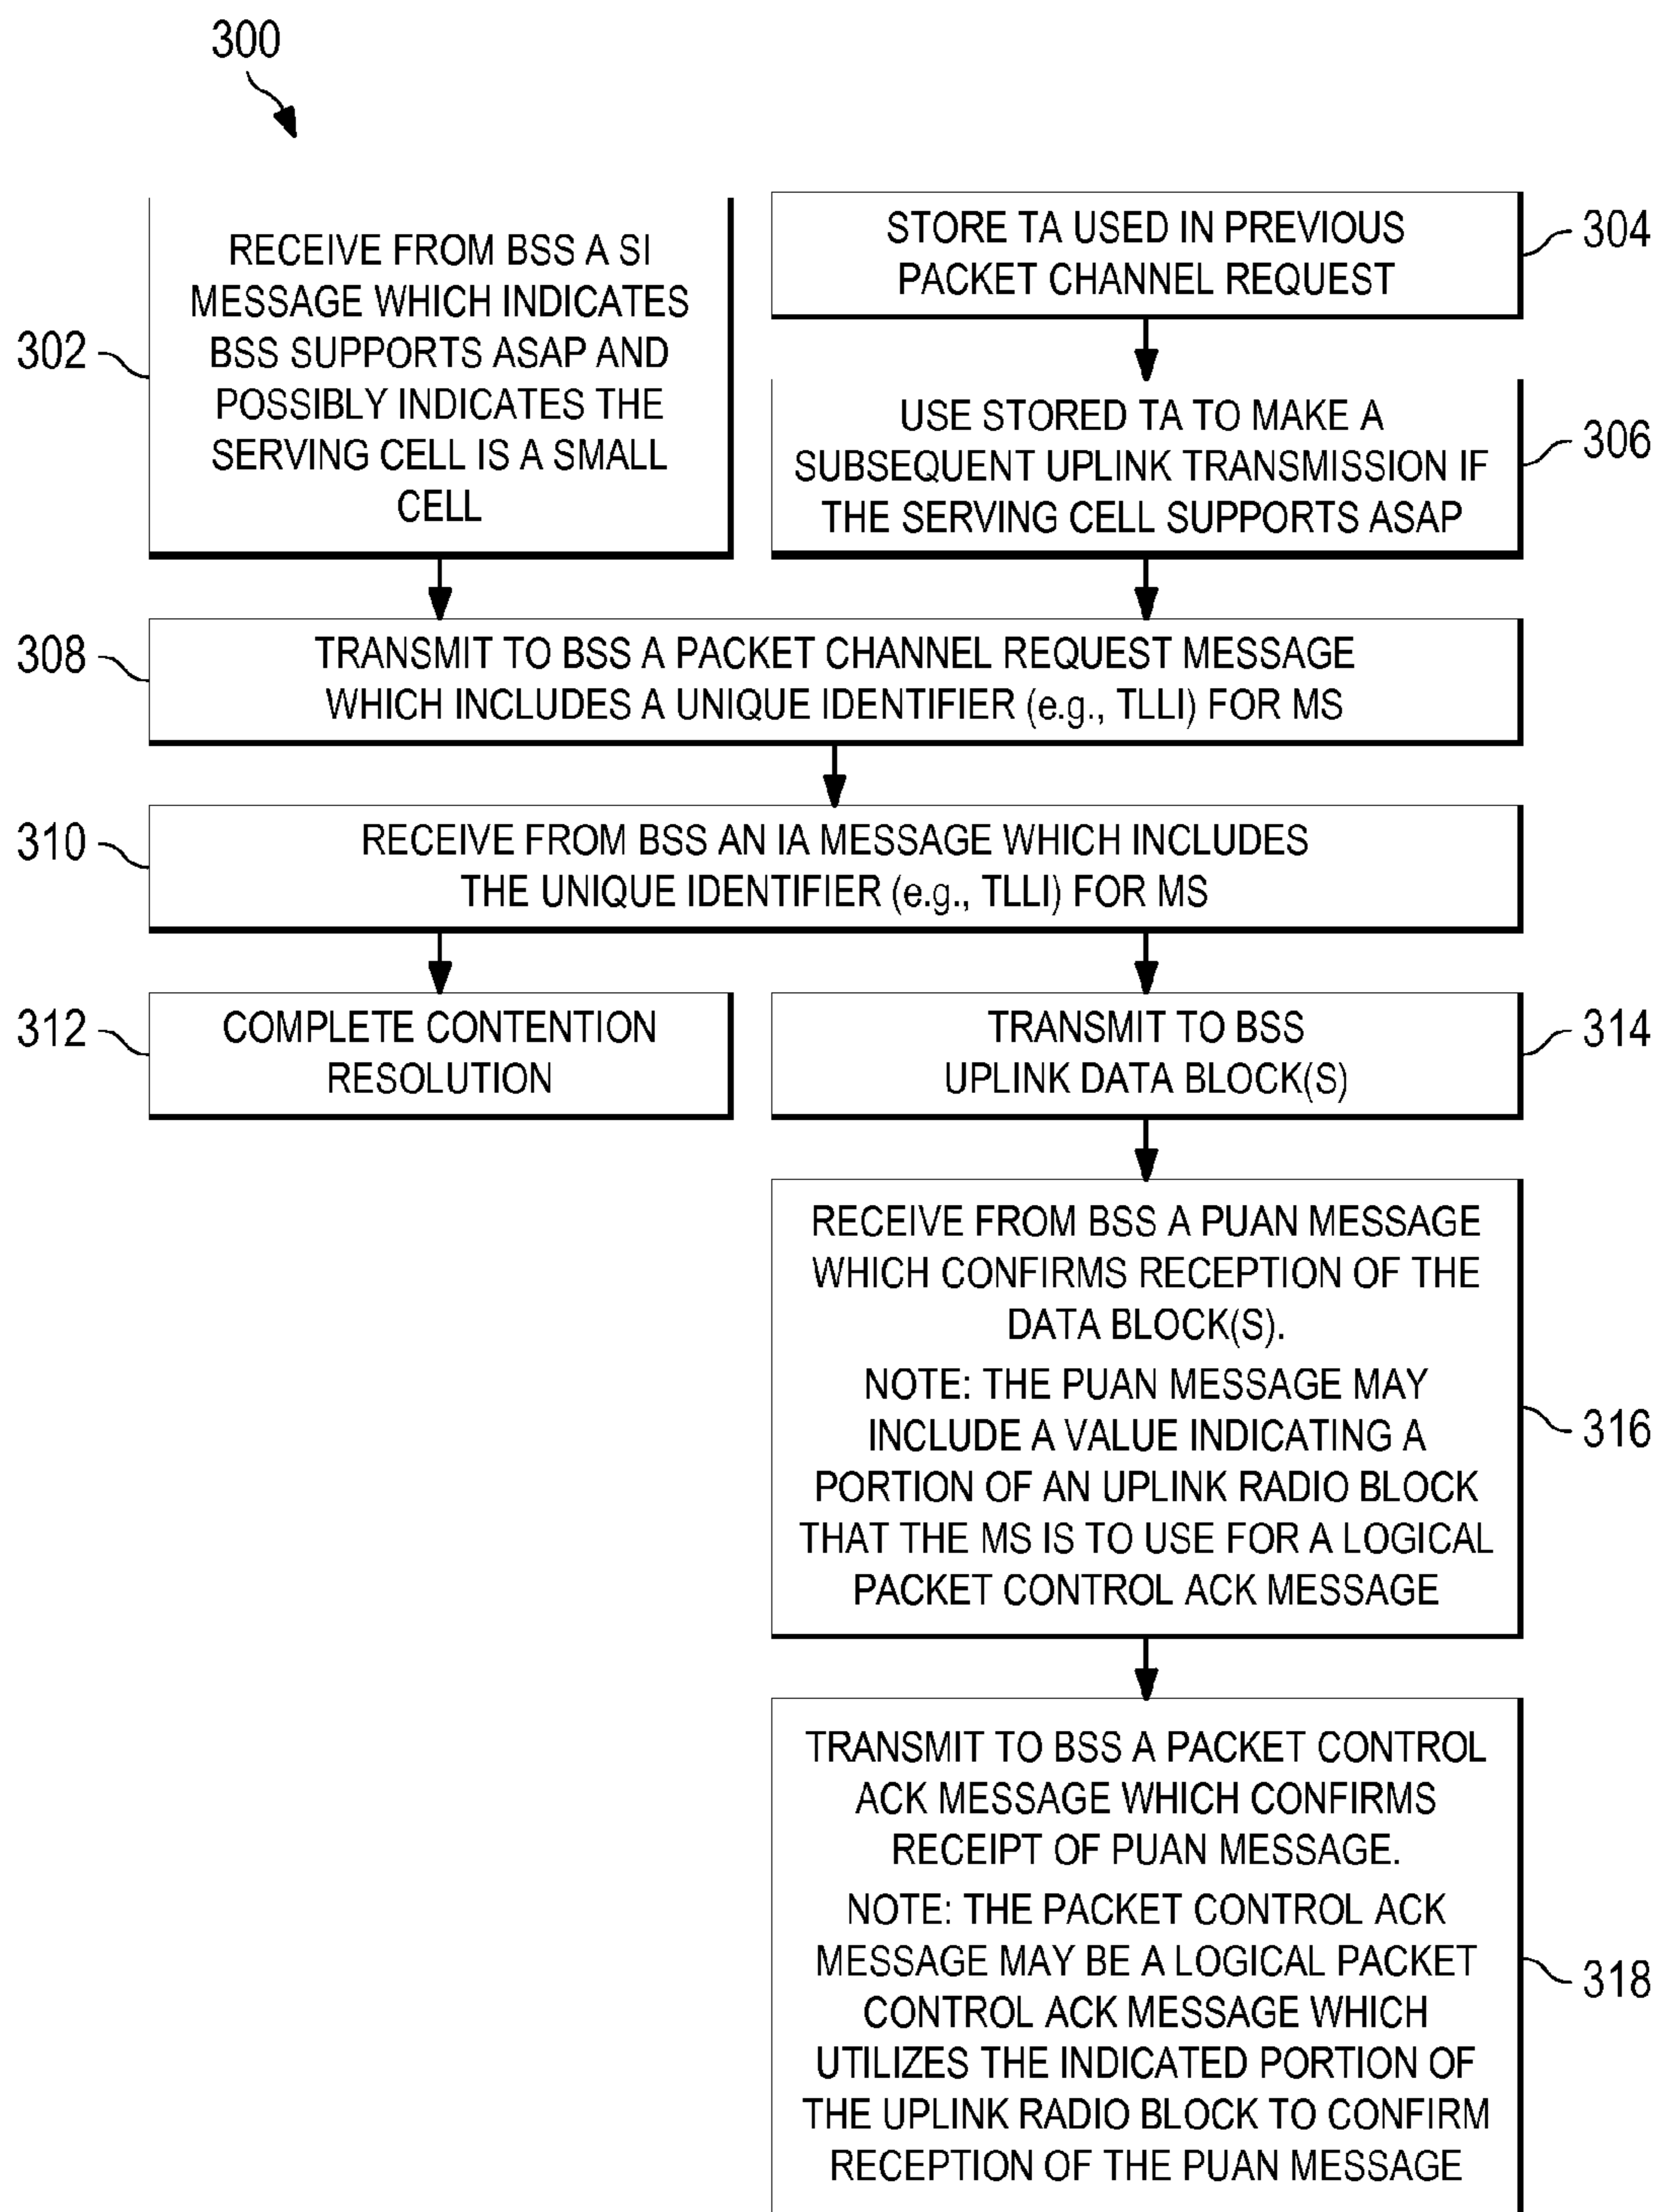 300
302
RECEIVE FROM BSS A SI
MESSAGE WHICH INDICATES
BSS SUPPORTS ASAP AND
POSSIBLY INDICATES THE
SERVING CELL IS A SMALL
CELL
STORE TA USED IN PREVIOUS
PACKET CHANNEL REQUEST
304
USE STORED TA TO MAKE A
SUBSEQUENT UPLINK TRANSMISSION IF
THE SERVING CELL SUPPORTS ASAP
306
308
TRANSMIT TO BSS A PACKET CHANNEL REQUEST MESSAGE
WHICH INCLUDES A UNIQUE IDENTIFIER (e.g., TLLI) FOR MS
310
RECEIVE FROM BSS AN IA MESSAGE WHICH INCLUDES
THE UNIQUE IDENTIFIER (e.g., TLLI) FOR MS
312
COMPLETE CONTENTION
RESOLUTION
TRANSMIT TO BSS
UPLINK DATA BLOCK(S)
314
RECEIVE FROM BSS A PUAN MESSAGE
WHICH CONFIRMS RECEPTION OF THE
DATA BLOCK(S).
NOTE: THE PUAN MESSAGE MAY
INCLUDE A VALUE INDICATING A
PORTION OF AN UPLINK RADIO BLOCK
THAT THE MS IS TO USE FOR A LOGICAL
PACKET CONTROL ACK MESSAGE
316
TRANSMIT TO BSS A PACKET CONTROL
ACK MESSAGE WHICH CONFIRMS
RECEIPT OF PUAN MESSAGE.
NOTE: THE PACKET CONTROL ACK
MESSAGE MAY BE A LOGICAL PACKET
CONTROL ACK MESSAGE WHICH
UTILIZES THE INDICATED PORTION OF
THE UPLINK RADIO BLOCK TO CONFIRM
RECEPTION OF THE PUAN MESSAGE
318